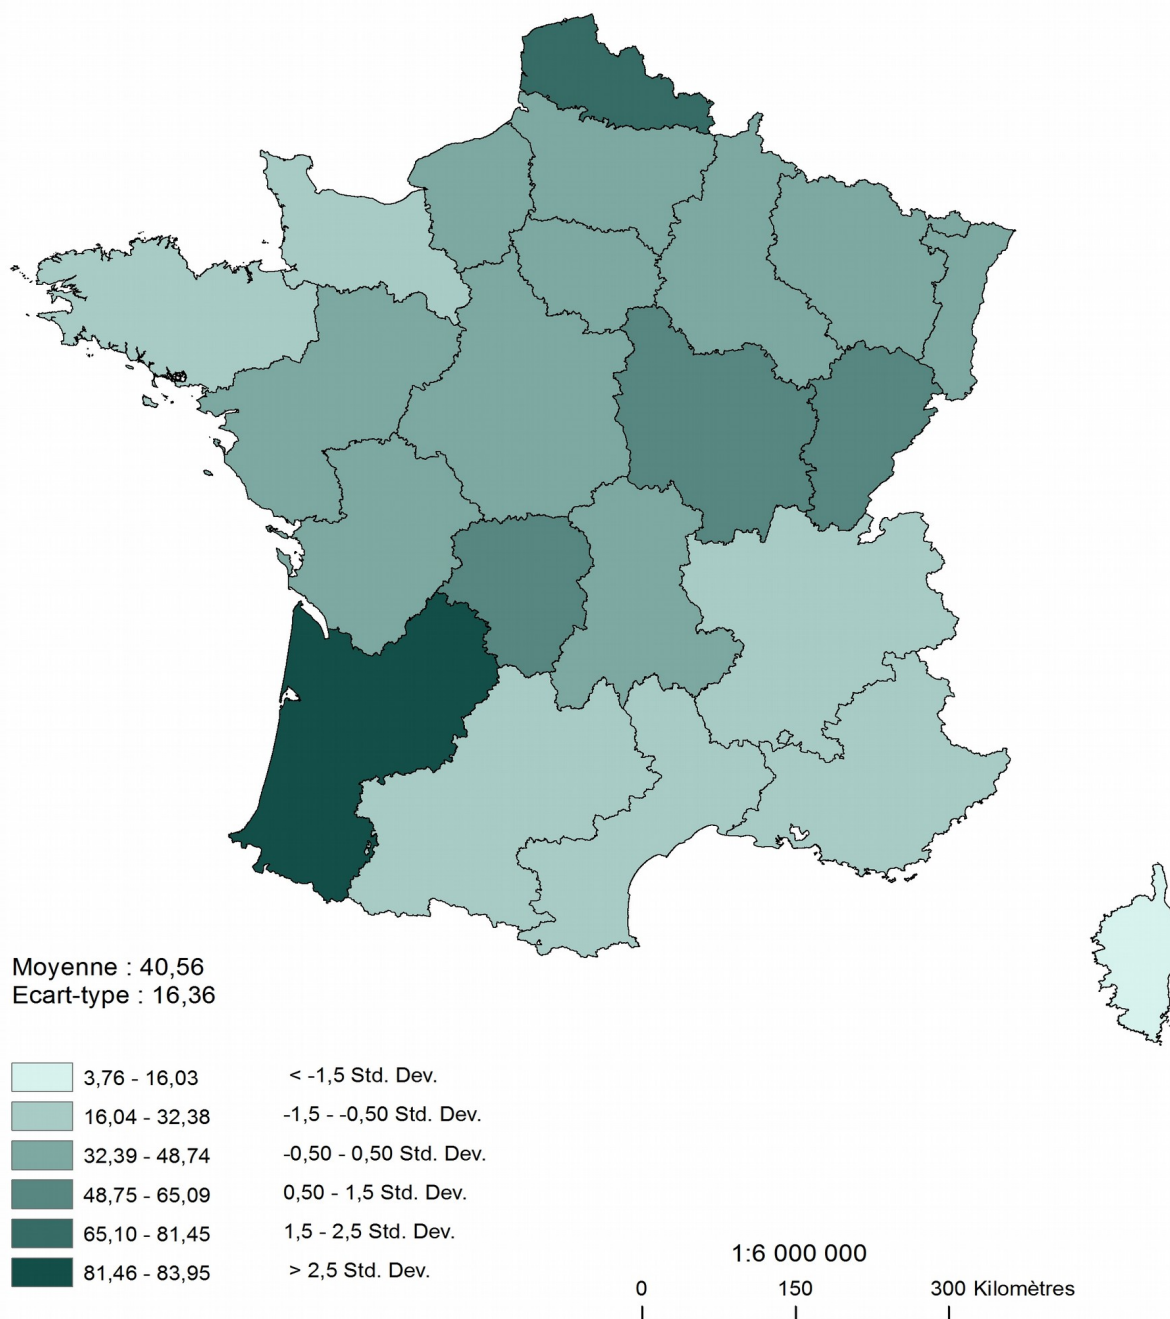 Moyenne : 40,56
Ecart-type : 16,36
3,76 - 16,03 < -1,5 Std. Dev.
16,04 - 32,38 -1,5 - -0,50 Std. Dev.
32,39 - 48,74 -0,50 - 0,50 Std. Dev.
48,75 - 65,09 0,50 - 1,5 Std. Dev.
65,10 - 81,45 1,5 - 2,5 Std. Dev.
81,46 - 83,95 > 2,5 Std. Dev.
1:6 000 000
0 150 300 Kilomètres